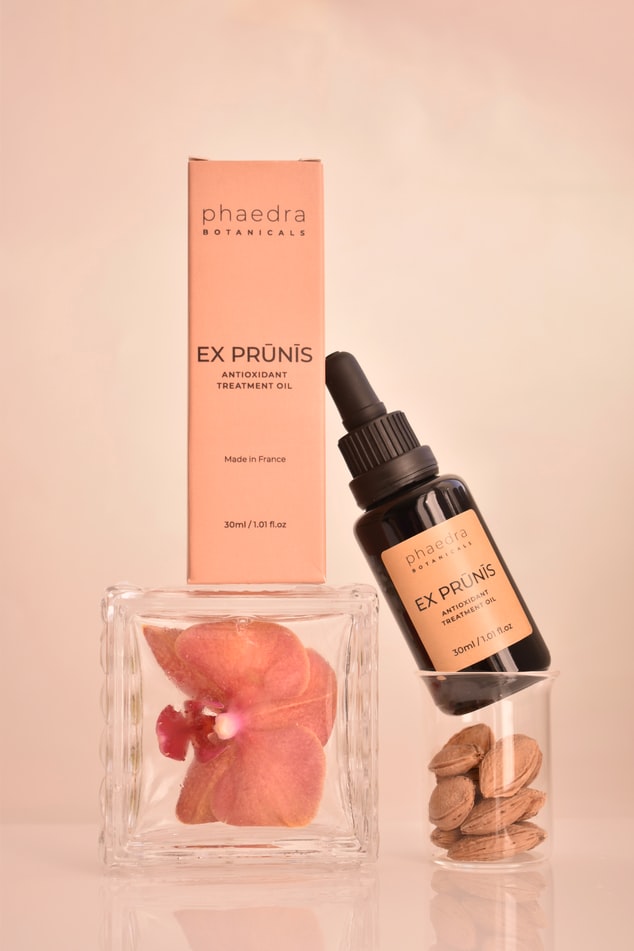 phaedra
BOTANICALS
EX PRŪNĪS
ANTIOXIDANT
TREATMENT OIL
Made in France
30ml / 1.01 fl.oz
phaedra
BOTANICALS
EX PRŪNĪS
ANTIOXIDANT
TREATMENT OIL
30ml / 1.01 fl.oz